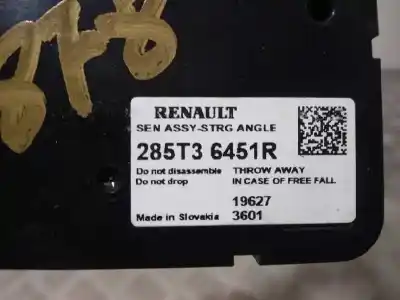 RENAULT
SEN ASSY-STRG ANGLE
285T3 6451R
Do not disassemble THROW AWAY
Do not drop IN CASE OF FREE FALL
19627
Made in Slovakia 3601